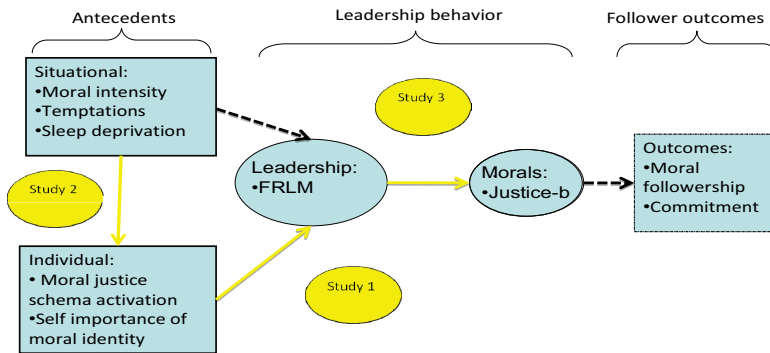 Antecedents
Leadership behavior
Follower outcomes
Situational:
•Moral intensity
•Temptations
•Sleep deprivation
Study 3
Leadership:
•FRLM
Morals:
•Justice-b
Outcomes:
•Moral
followership
•Commitment
Study 2
Individual:
• Moral justice
schema activation
•Self importance of
moral identity
Study 1